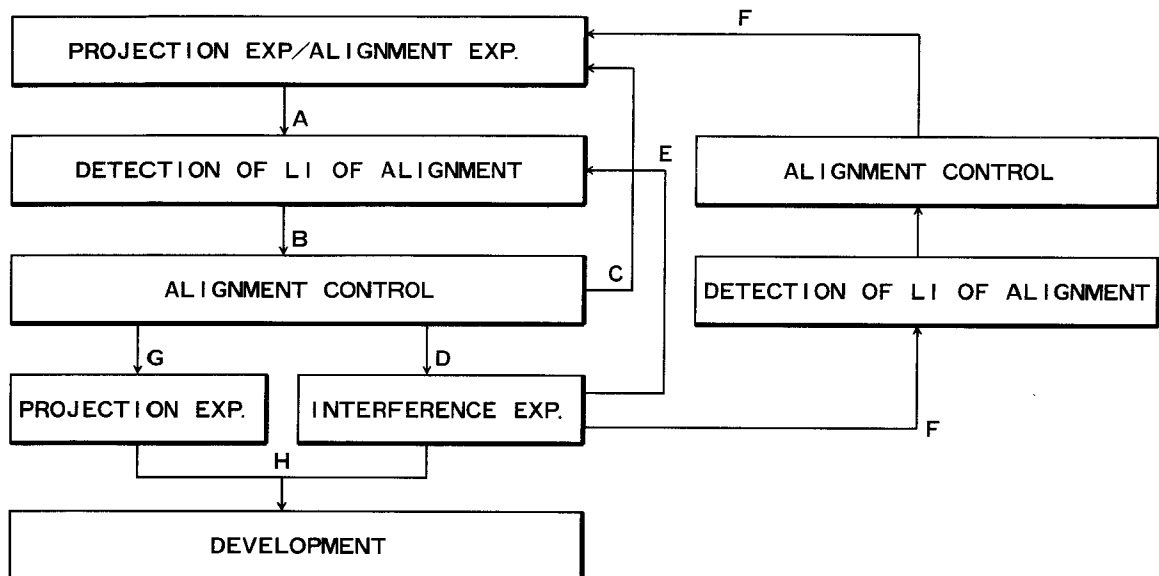 F
PROJECTION EXP/ALIGNMENT EXP.
A
DETECTION OF LI OF ALIGNMENT
E
ALIGNMENT CONTROL
B
ALIGNMENT CONTROL
C
DETECTION OF LI OF ALIGNMENT
G
D
PROJECTION EXP.
INTERFERENCE EXP.
F
H
DEVELOPMENT